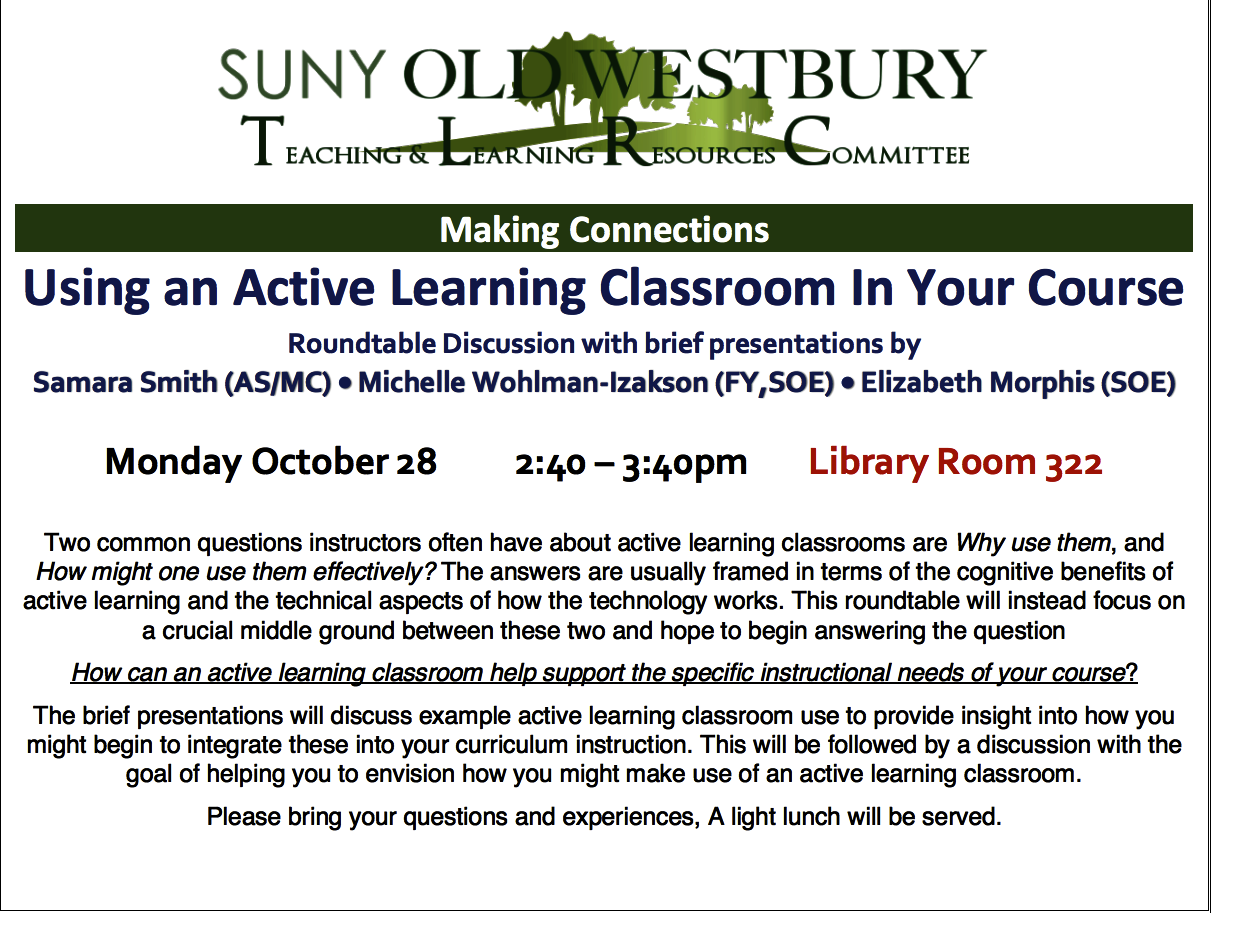 SUNY OLD WESTBURY
TEACHING & LEARNING RESOURCES COMMITTEE
Making Connections
Using an Active Learning Classroom In Your Course
Roundtable Discussion with brief presentations by
Samara Smith (AS/MC) • Michelle Wohlman-Izakson (FY,SOE) • Elizabeth Morphis (SOE)
Monday October 28 2:40 – 3:40pm Library Room 322
Two common questions instructors often have about active learning classrooms are Why use them, and
How might one use them effectively? The answers are usually framed in terms of the cognitive benefits of
active learning and the technical aspects of how the technology works. This roundtable will instead focus on
a crucial middle ground between these two and hope to begin answering the question
How can an active learning classroom help support the specific instructional needs of your course?
The brief presentations will discuss example active learning classroom use to provide insight into how you
might begin to integrate these into your curriculum instruction. This will be followed by a discussion with the
goal of helping you to envision how you might make use of an active learning classroom.
Please bring your questions and experiences, A light lunch will be served.